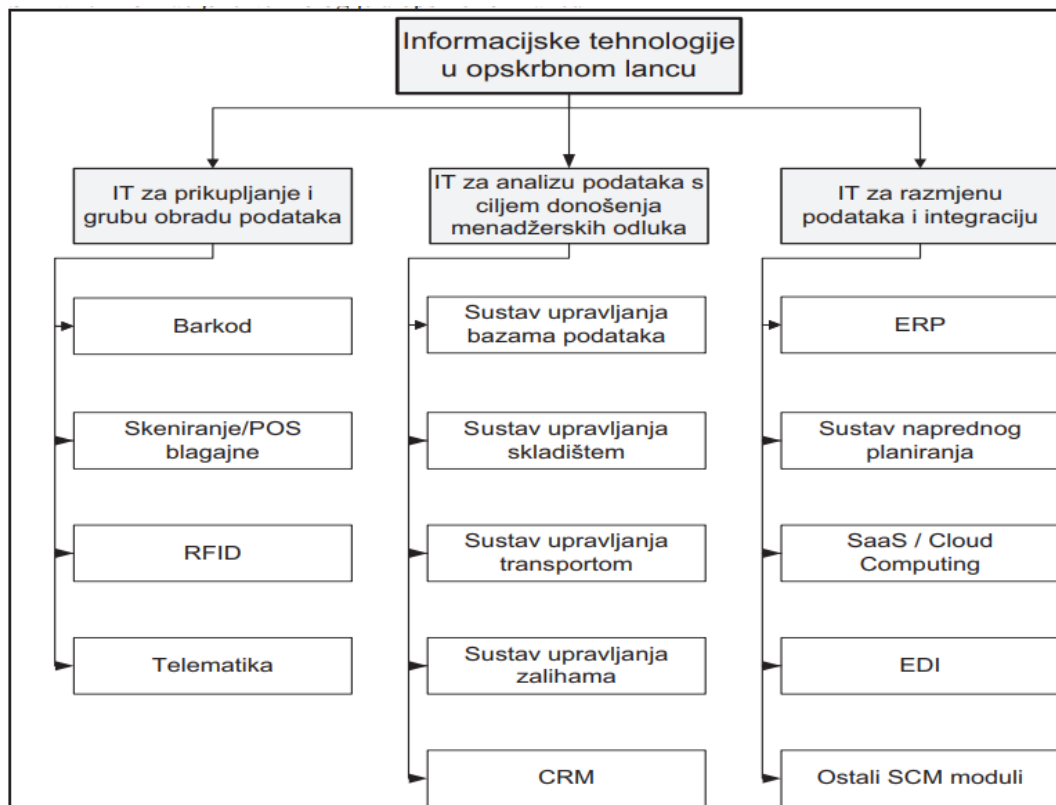 Informacijske tehnologije
u opskrbnom lancu
IT za prikupljanje i
grubu obradu podataka
IT za analizu podataka s
ciljem donošenja
menadžerskih odluka
IT za razmjenu
podataka i integraciju
Barkod
Skeniranje/POS
blagajne
RFID
Telematika
Sustav upravljanja
bazama podataka
Sustav upravljanja
skladištem
Sustav upravljanja
transportom
Sustav upravljanja
zalihama
CRM
ERP
Sustav naprednog
planiranja
SaaS / Cloud
Computing
EDI
Ostali SCM moduli